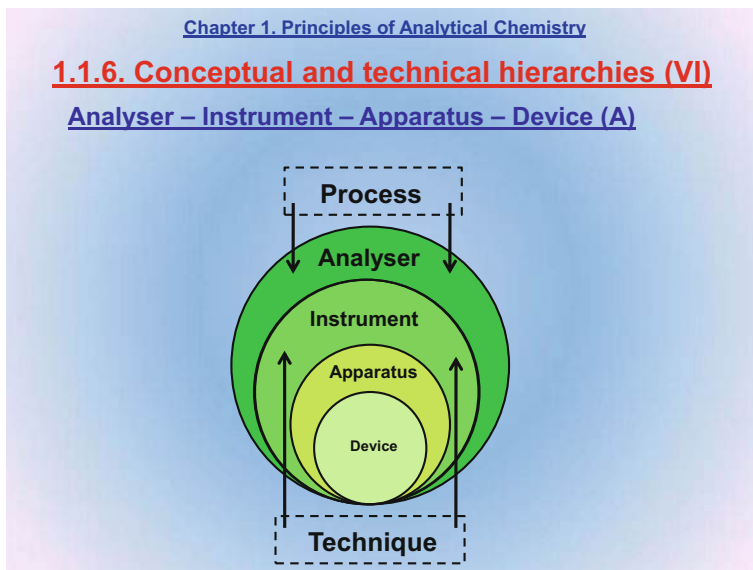 Chapter 1. Principles of Analytical Chemistry
1.1.6. Conceptual and technical hierarchies (VI)
Analyser – Instrument – Apparatus – Device (A)
Process
Analyser
Instrument
Apparatus
Device
Technique